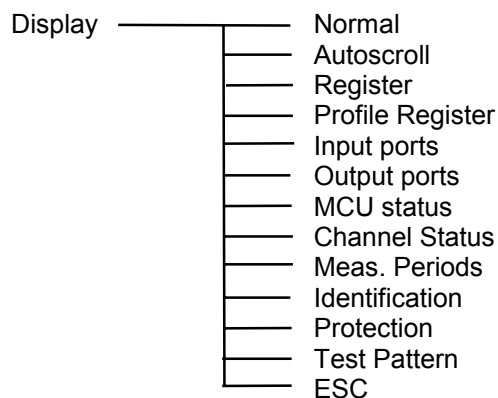 Display Normal
Autoscroll
Register
Profile Register
Input ports
Output ports
MCU status
Channel Status
Meas. Periods
Identification
Protection
Test Pattern
ESC